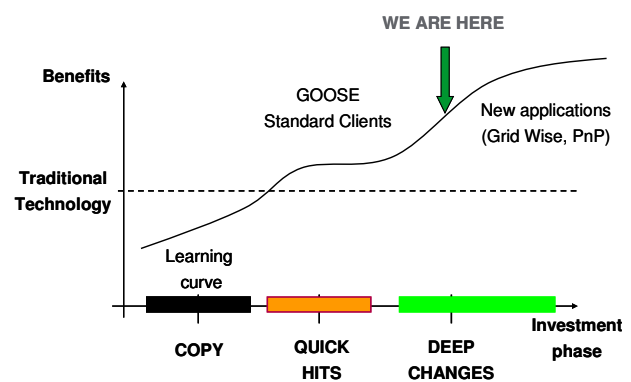 WE ARE HERE
Benefits
GOOSE
Standard Clients
New applications
(Grid Wise, PnP)
Traditional
Technology
Learning
curve
Investment
phase
COPY
QUICK
HITS
DEEP
CHANGES